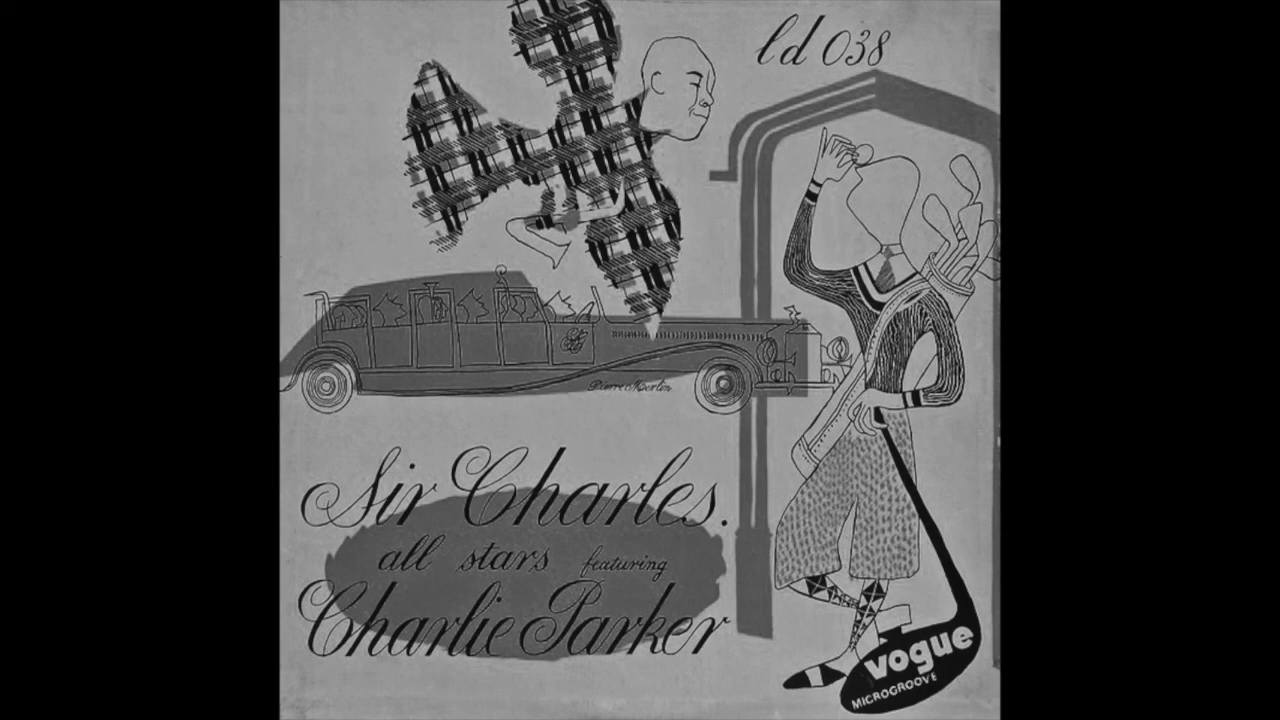 ld 038
Pierre Merlin
Sir Charles.
all stars featuring
Charlie Parker
vogue
MICROGROOVE